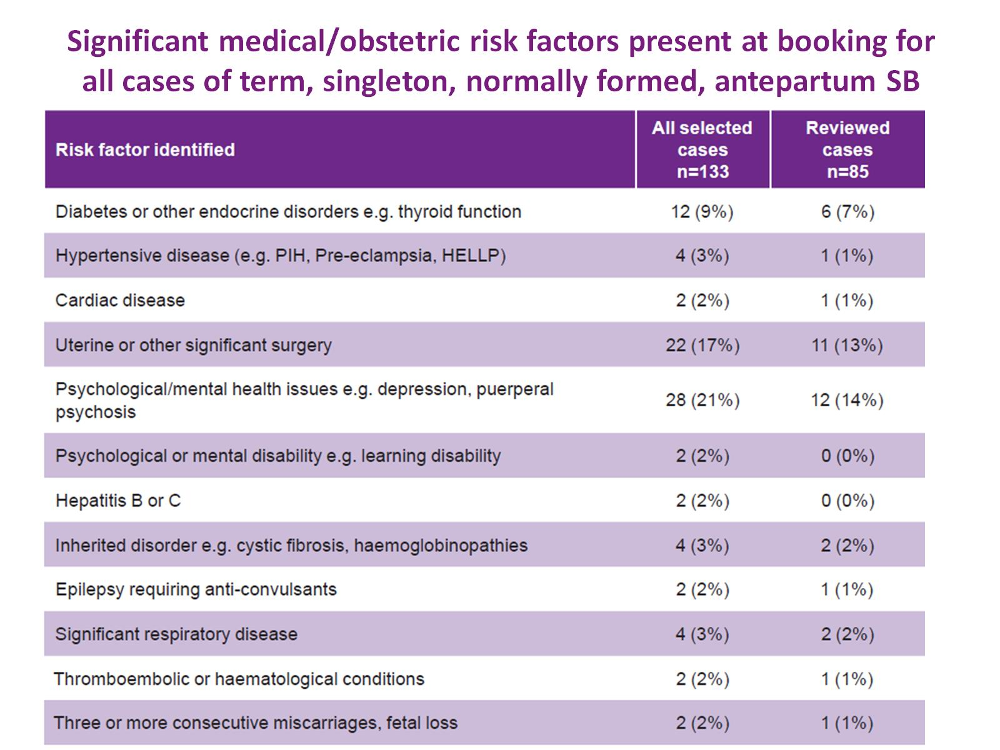 Significant medical/obstetric risk factors present at booking for
all cases of term, singleton, normally formed, antepartum SB
Risk factor identified
All selected
cases
n=133
Reviewed
cases
n=85
Diabetes or other endocrine disorders e.g. thyroid function 12 (9%) 6 (7%)
Hypertensive disease (e.g. PIH, Pre-eclampsia, HELLP) 4 (3%) 1 (1%)
Cardiac disease 2 (2%) 1 (1%)
Uterine or other significant surgery 22 (17%) 11 (13%)
Psychological/mental health issues e.g. depression, puerperal
psychosis 28 (21%) 12 (14%)
Psychological or mental disability e.g. learning disability 2 (2%) 0 (0%)
Hepatitis B or C 2 (2%) 0 (0%)
Inherited disorder e.g. cystic fibrosis, haemoglobinopathies 4 (3%) 2 (2%)
Epilepsy requiring anti-convulsants 2 (2%) 1 (1%)
Significant respiratory disease 4 (3%) 2 (2%)
Thromboembolic or haematological conditions 2 (2%) 1 (1%)
Three or more consecutive miscarriages, fetal loss 2 (2%) 1 (1%)